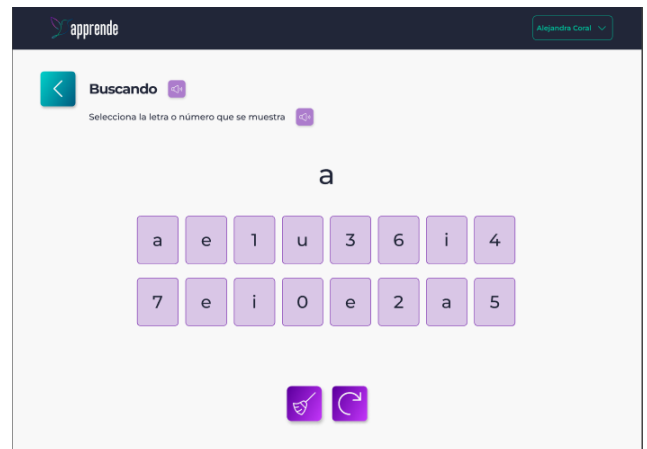 apprende
Alejandra Coral
Buscando
Selecciona la letra o número que se muestra
a
a e 1 u 3 6 i 4
7 e i 0 e 2 a 5